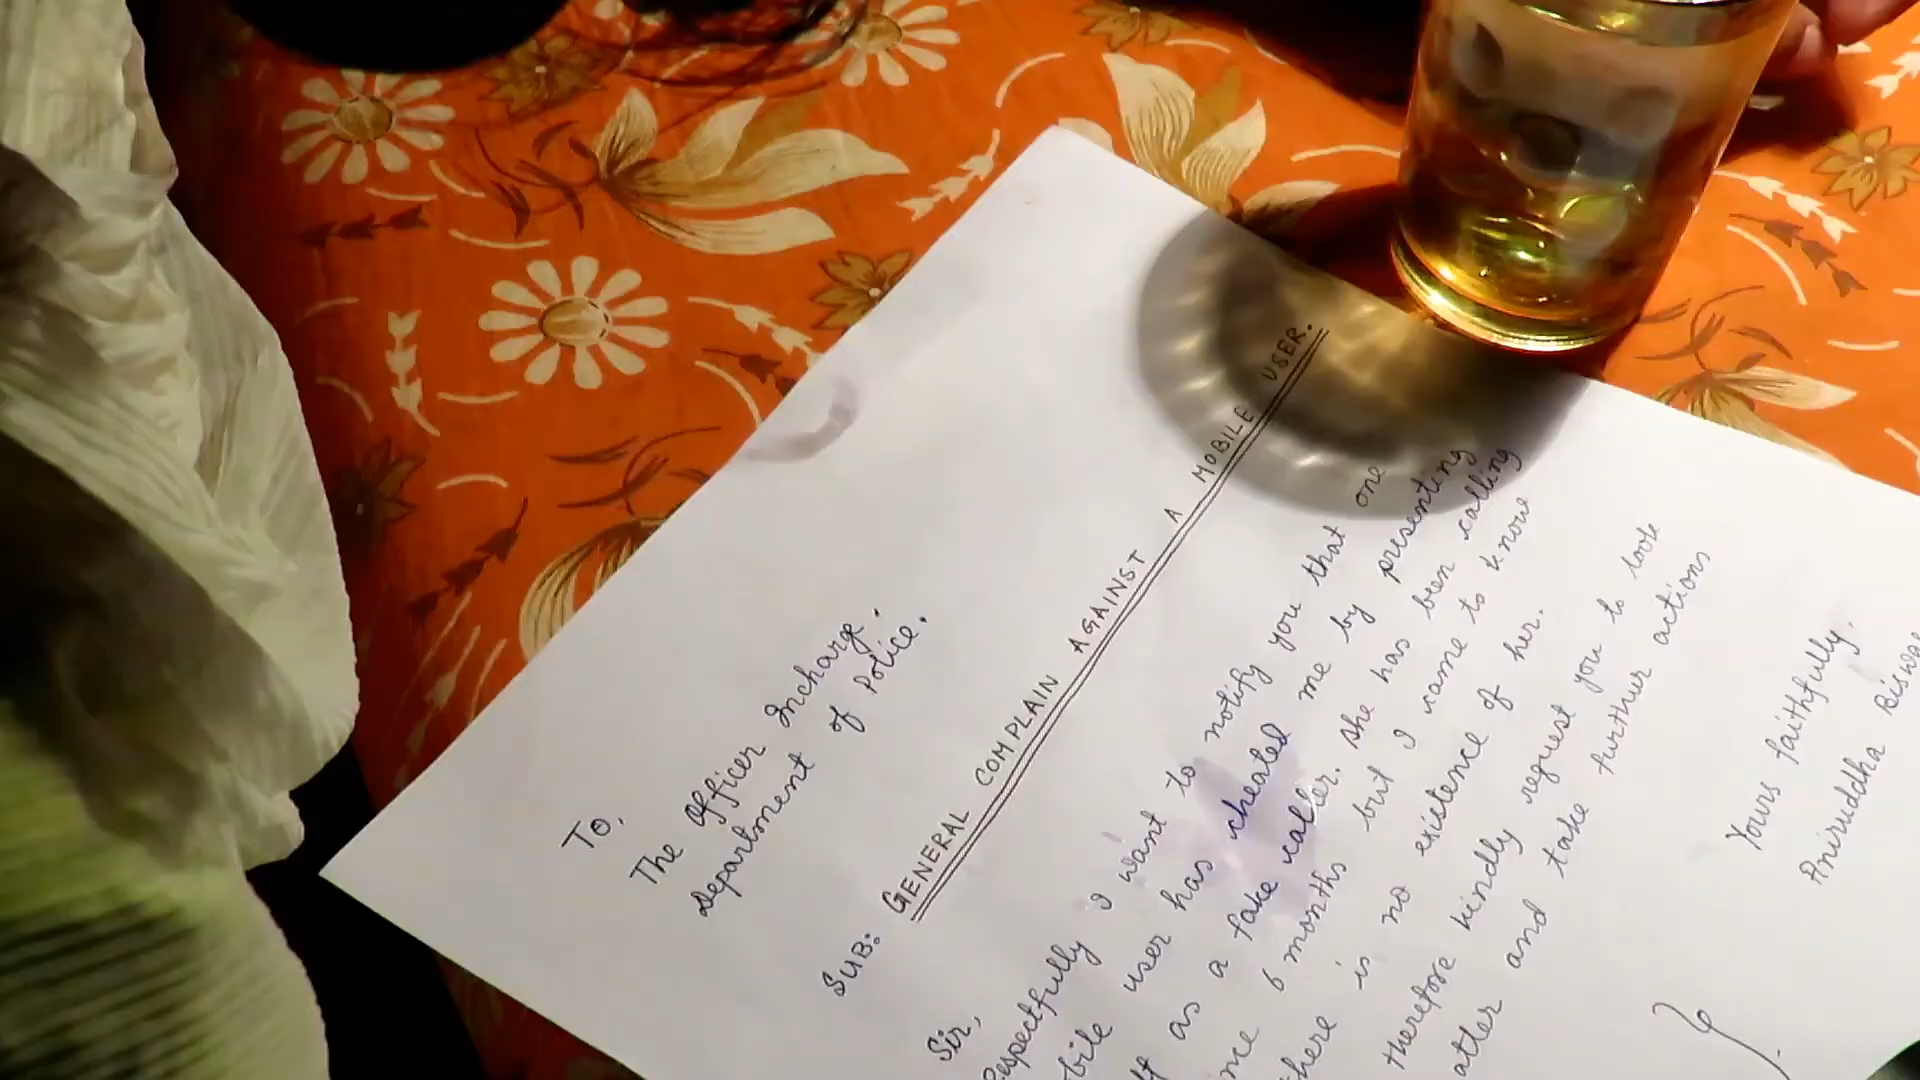 To,
The Officer Incharge.
Department of Police.
SUB: GENERAL COMPLAIN AGAINST A MOBILE USER.
Sir,
Respectfully I want to notify you that one
bile user has cheated me by presenting
as a fake caller. She has been calling
6 months but I came to know
there is no existence of her.
therefore kindly request you to look
atter and take further actions
Yours faithfully,
Aniruddha Biswa